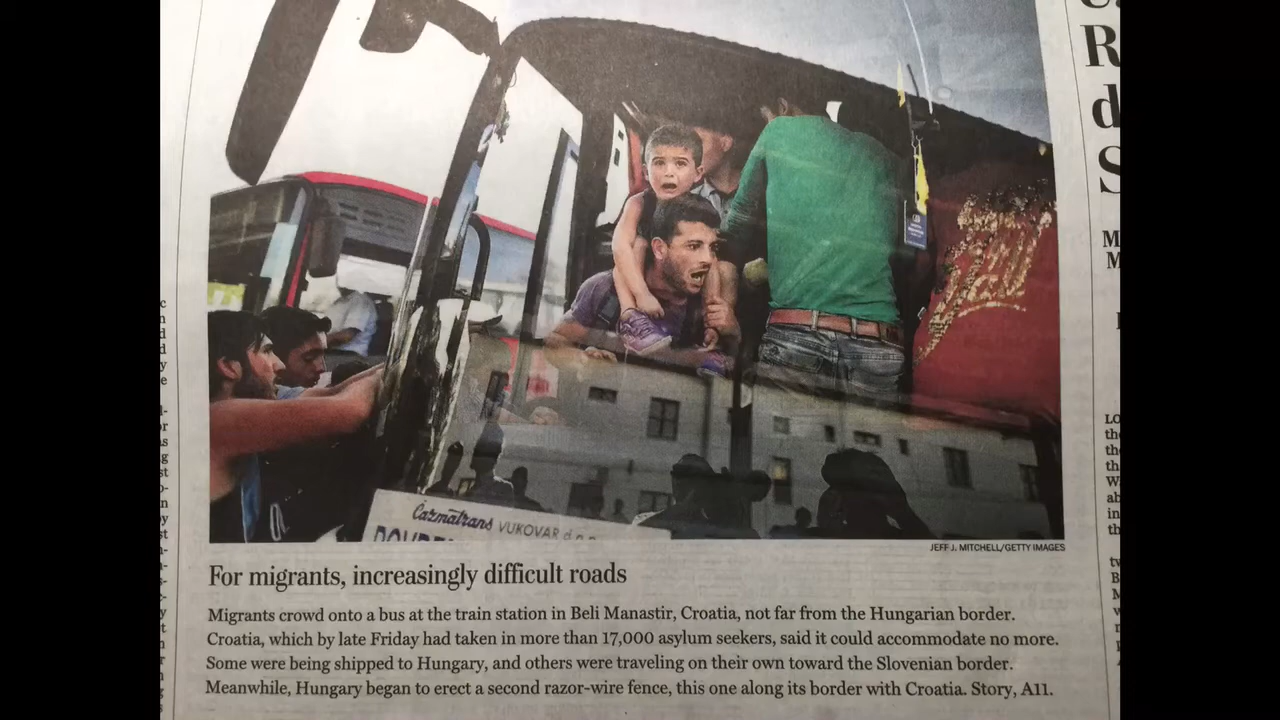 Cazmatrans VUKOVAR d.o.o.
JEFF J. MITCHELL/GETTY IMAGES
For migrants, increasingly difficult roads
Migrants crowd onto a bus at the train station in Beli Manastir, Croatia, not far from the Hungarian border.
Croatia, which by late Friday had taken in more than 17,000 asylum seekers, said it could accommodate no more.
Some were being shipped to Hungary, and others were traveling on their own toward the Slovenian border.
Meanwhile, Hungary began to erect a second razor-wire fence, this one along its border with Croatia. Story, A11.